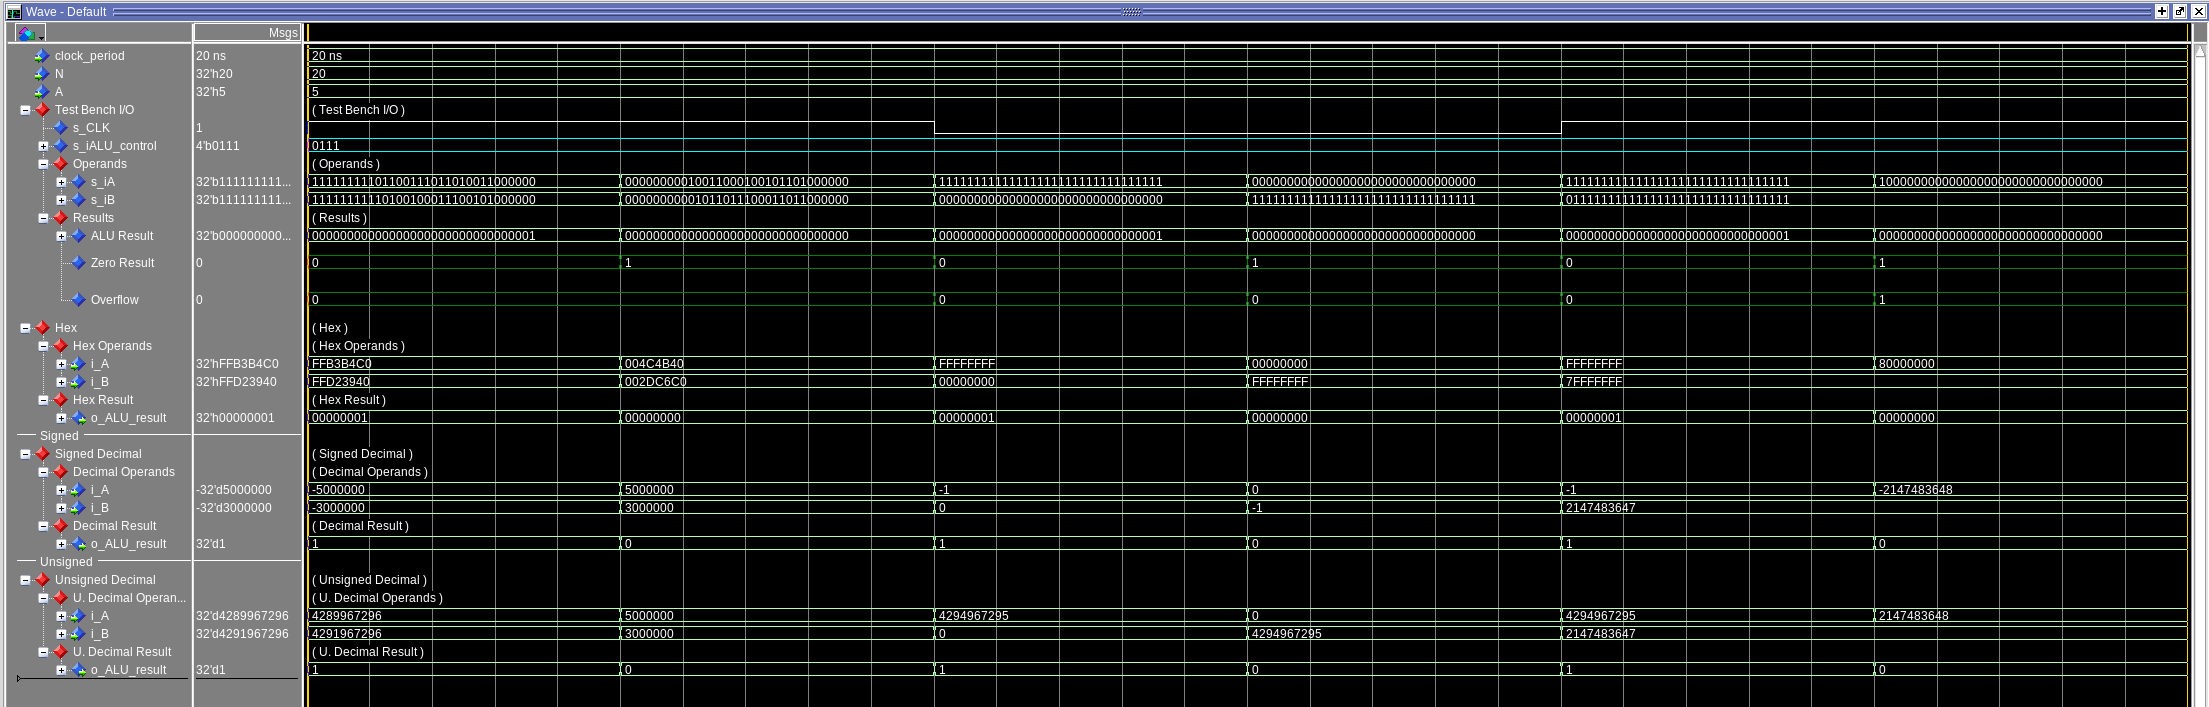 Wave - Default
Msgs
clock_period 20 ns 20 ns
N 32'h20 20
A 32'h5 5
Test Bench I/O ( Test Bench I/O )
s_CLK 1
s_iALU_control 4'b0111 0111
Operands ( Operands )
s_iA 32'b111111111... 11111111101100111011010011000000 00000000010011000100101101000000 11111111111111111111111111111111 00000000000000000000000000000000 11111111111111111111111111111111 10000000000000000000000000000000
s_iB 32'b111111111... 11111111110100100011100101000000 00000000001011011100011011000000 00000000000000000000000000000000 11111111111111111111111111111111 01111111111111111111111111111111
Results ( Results )
ALU Result 32'b000000000... 00000000000000000000000000000001 00000000000000000000000000000000 00000000000000000000000000000001 00000000000000000000000000000000 00000000000000000000000000000001 00000000000000000000000000000000
Zero Result 0 0 1 0 1 0 1
Overflow 0 0 0 0 0 1
Hex ( Hex )
Hex Operands ( Hex Operands )
i_A 32'hFFB3B4C0 FFB3B4C0 004C4B40 FFFFFFFF 00000000 FFFFFFFF 80000000
i_B 32'hFFD23940 FFD23940 002DC6C0 00000000 FFFFFFFF 7FFFFFFF
Hex Result ( Hex Result )
o_ALU_result 32'h00000001 00000001 00000000 00000001 00000000 00000001 00000000
Signed
Signed Decimal ( Signed Decimal )
Decimal Operands ( Decimal Operands )
i_A -32'd5000000 -5000000 5000000 -1 0 -1 -2147483648
i_B -32'd3000000 -3000000 3000000 0 -1 2147483647
Decimal Result ( Decimal Result )
o_ALU_result 32'd1 1 0 1 0 1 0
Unsigned
Unsigned Decimal ( Unsigned Decimal )
U. Decimal Operan... ( U. Decimal Operands )
i_A 32'd4289967296 4289967296 5000000 4294967295 0 4294967295 2147483648
i_B 32'd4291967296 4291967296 3000000 0 4294967295 2147483647
U. Decimal Result ( U. Decimal Result )
o_ALU_result 32'd1 1 0 1 0 1 0